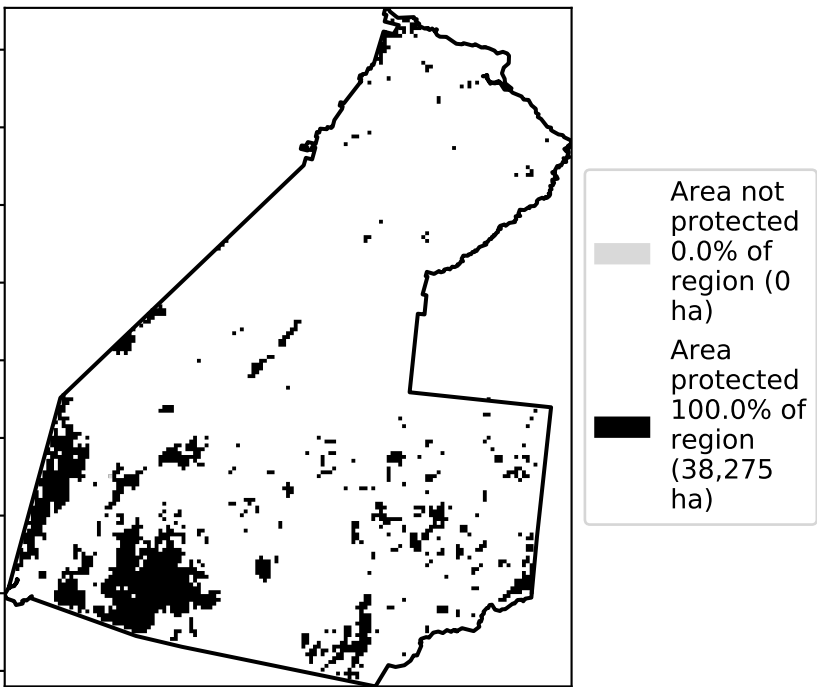 Area not
protected
0.0% of
region (0
ha)
Area
protected
100.0% of
region
(38,275
ha)